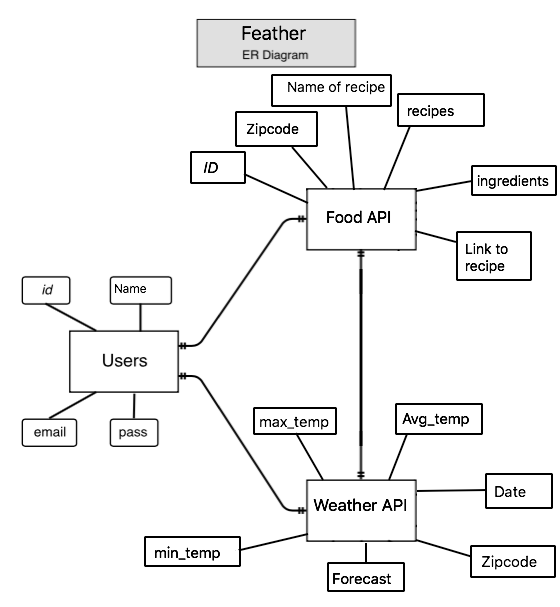 Feather
ER Diagram
Name of recipe
recipes
Zipcode
ID
ingredients
Food API
Link to
recipe
id
Name
Users
email
pass
max_temp
Avg_temp
Weather API
Date
min_temp
Zipcode
Forecast